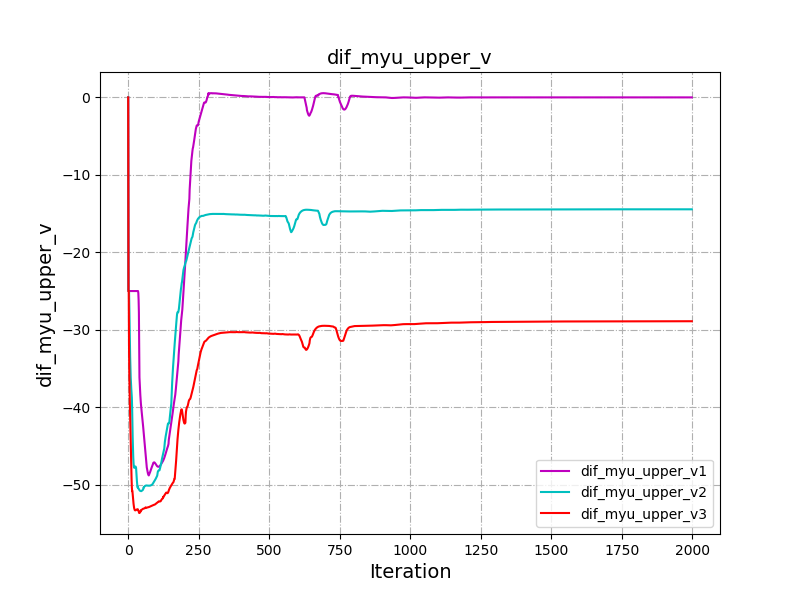 dif_myu_upper_v
dif_myu_upper_v
0
−10
−20
−30
−40
−50
0
250
500
750
1000
1250
1500
1750
2000
Iteration
dif_myu_upper_v1
dif_myu_upper_v2
dif_myu_upper_v3